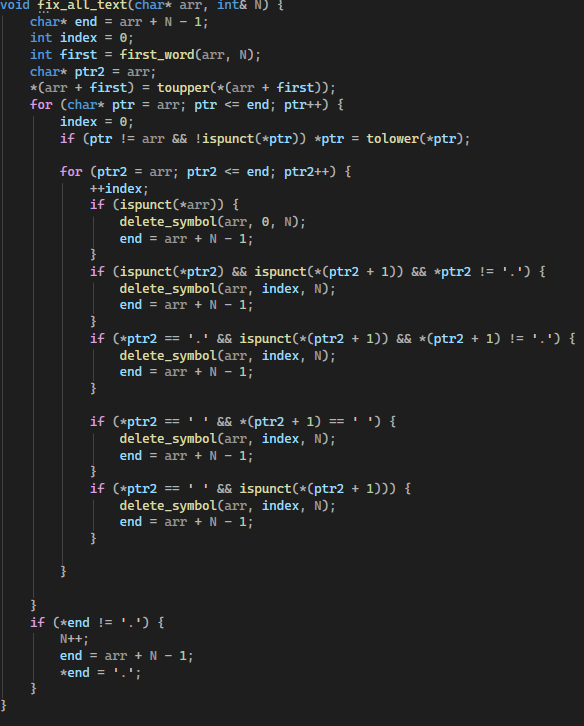 void fix_all_text(char* arr, int& N) {
    char* end = arr + N - 1;
    int index = 0;
    int first = first_word(arr, N);
    char* ptr2 = arr;
    *(arr + first) = toupper(*(arr + first));
    for (char* ptr = arr; ptr <= end; ptr++) {
        index = 0;
        if (ptr != arr && !ispunct(*ptr)) *ptr = tolower(*ptr);

        for (ptr2 = arr; ptr2 <= end; ptr2++) {
            ++index;
            if (ispunct(*arr)) {
                delete_symbol(arr, 0, N);
                end = arr + N - 1;
            }
            if (ispunct(*ptr2) && ispunct(*(ptr2 + 1)) && *ptr2 != '.') {
                delete_symbol(arr, index, N);
                end = arr + N - 1;
            }
            if (*ptr2 == '.' && ispunct(*(ptr2 + 1)) && *(ptr2 + 1) != '.') {
                delete_symbol(arr, index, N);
                end = arr + N - 1;
            }

            if (*ptr2 == ' ' && *(ptr2 + 1) == ' ') {
                delete_symbol(arr, index, N);
                end = arr + N - 1;
            }
            if (*ptr2 == ' ' && ispunct(*(ptr2 + 1))) {
                delete_symbol(arr, index, N);
                end = arr + N - 1;
            }

        }

    }
    if (*end != '.') {
        N++;
        end = arr + N - 1;
        *end = '.';
    }
}